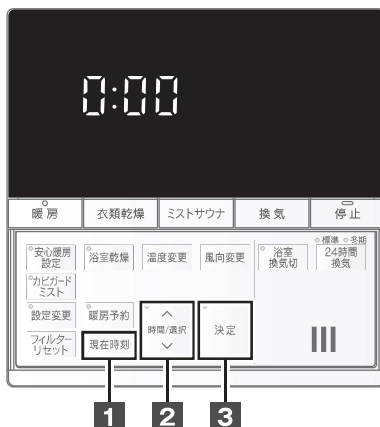 0:00
暖房 衣類乾燥 ミストサウナ 換気 停止
標準 冬期
安心暖房
設定
浴室乾燥
温度変更
風向変更
浴室
換気切
24時間
換気
カビガード
ミスト
設定変更
暖房予約
時間/選択
決定
フィルター
リセット
現在時刻
1 2 3